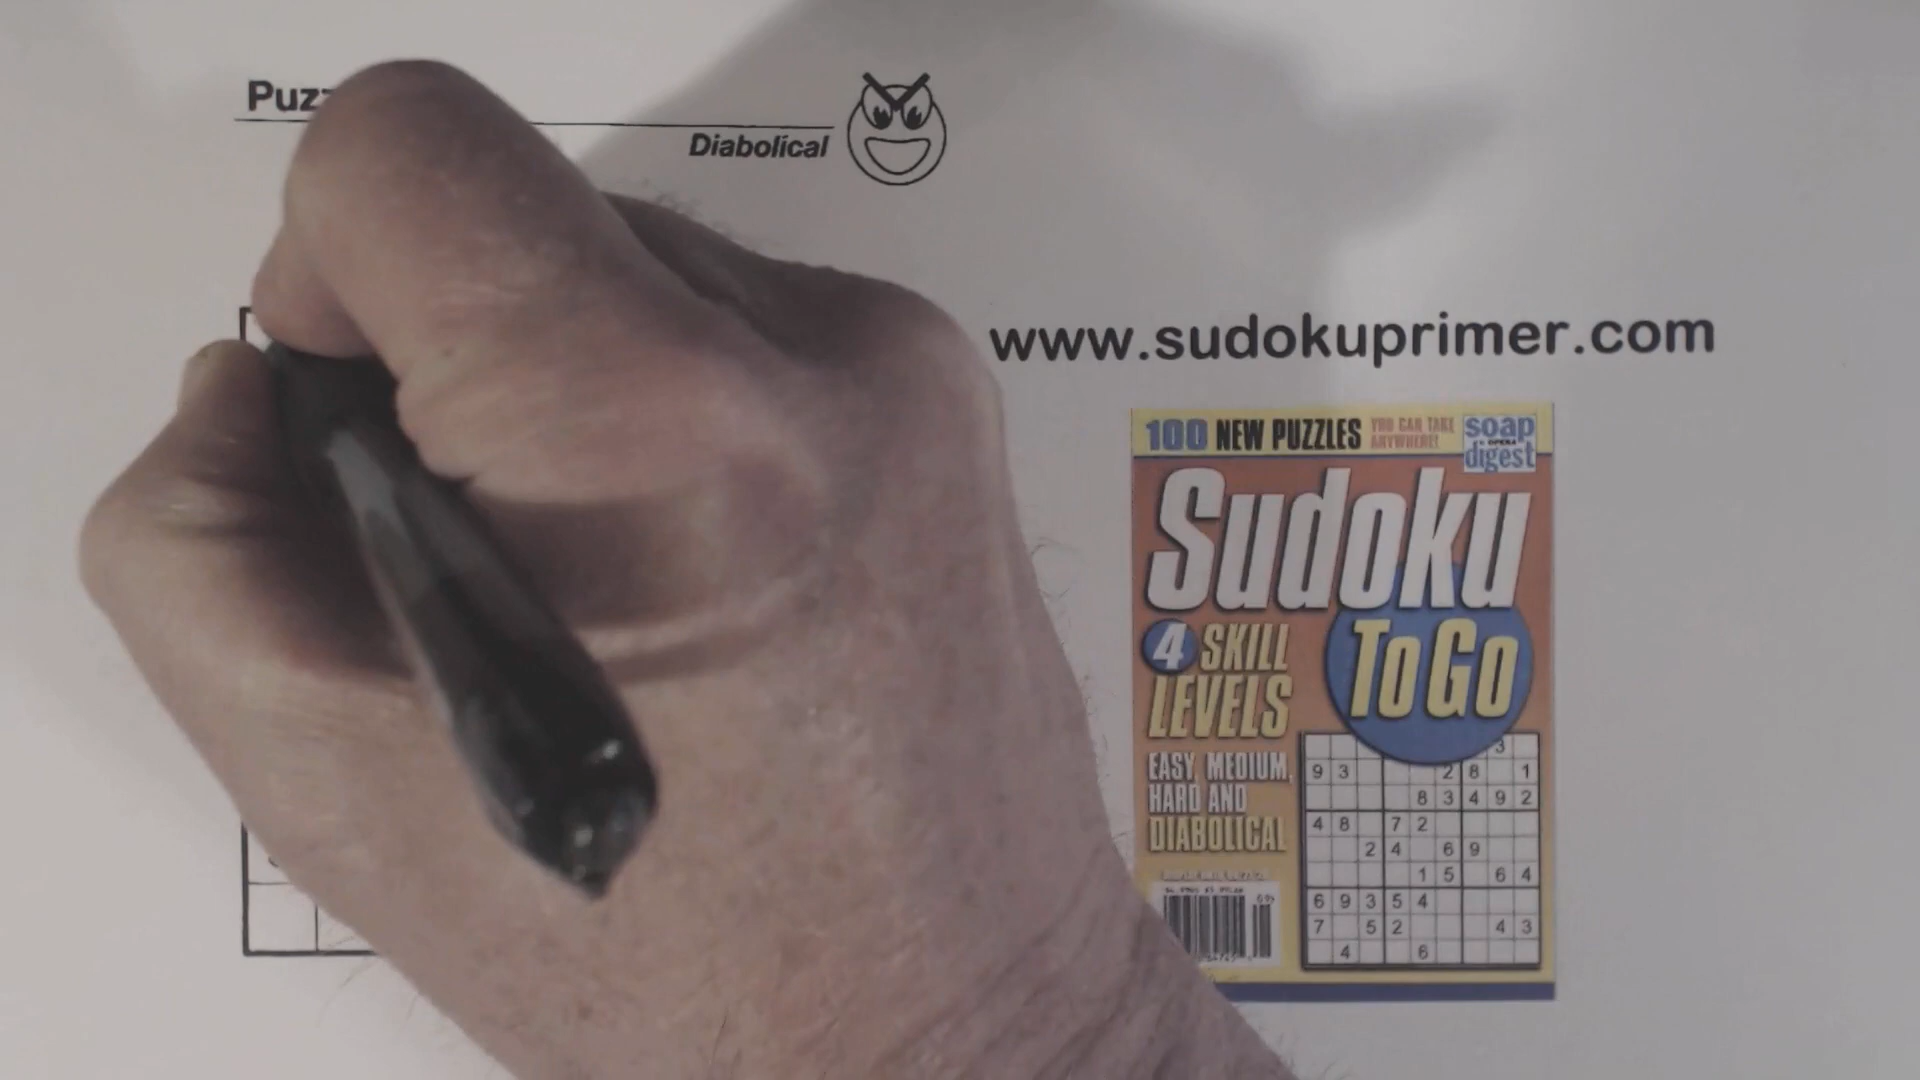 Puz
Diabolical
www.sudokuprimer.com
100 NEW PUZZLES YOU CAN TAKE ANYWHERE!
soap
OPERA
digest
Sudoku
To Go
4 SKILL
LEVELS
EASY, MEDIUM,
HARD AND
DIABOLICAL
3
9 3 2 8 1
8 3 4 9 2
4 8 7 2
2 4 6 9
1 5 6 4
6 9 3 5 4
7 5 2 4 3
4 6